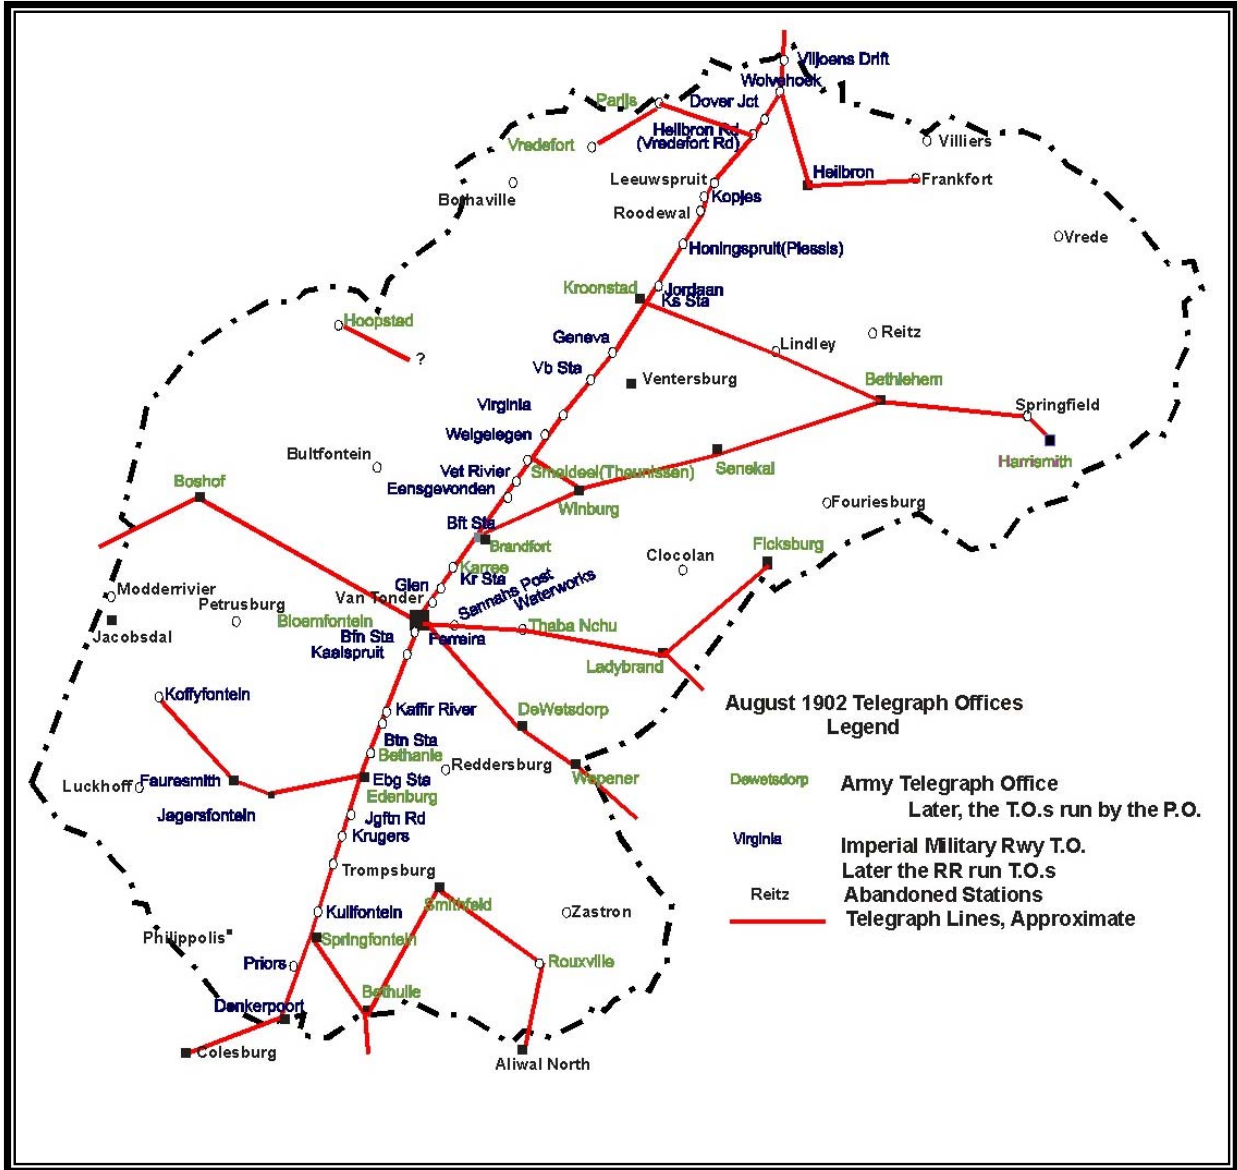 Viljoens Drift
Wolvehoek
Parijs
Dover Jct
Heilbron Rd
(Vredefort Rd)
Vredefort
Villiers
Leeuwspruit
Heilbron
Frankfort
Bothaville
Kopjes
Roodewal
Vrede
Honingspruit(Plessis)
Kroonstad
Jordaan
Ks Sta
Hoopstad
?
Geneva
Lindley
Reitz
Vb Sta
Ventersburg
Bethlehem
Virginia
Springfield
Welgelegen
Bultfontein
Harrismith
Vet Rivier
Smaldeel(Theunissen)
Senekal
Boshof
Eensgevonden
Winburg
Fouriesburg
Bft Sta
Brandfort
Clocolan
Ficksburg
Karree
Kr Sta
Glen
Sannahs Post
Waterworks
Modderrivier
Van Tonder
Petrusburg
Bloemfontein
Thaba Nchu
Jacobsdal
Bfn Sta
Ferreira
Kaalspruit
Ladybrand
Koffyfontein
Kaffir River
DeWetsdorp
August 1902 Telegraph Offices
Legend
Btn Sta
Bethanie
Reddersburg
Wepener
Luckhoff
Fauresmith
Ebg Sta
Edenburg
Dewetsdorp
Army Telegraph Office
Later, the T.O.s run by the P.O.
Jagersfontein
Jgftn Rd
Krugers
Virginia
Imperial Military Rwy T.O.
Later the RR run T.O.s
Trompsburg
Reitz
Abandoned Stations
Smithfield
Kuilfontein
Zastron
Telegraph Lines, Approximate
Philippolis
Springfontein
Priors
Rouxville
Bethulie
Donkerpoort
Colesburg
Aliwal North